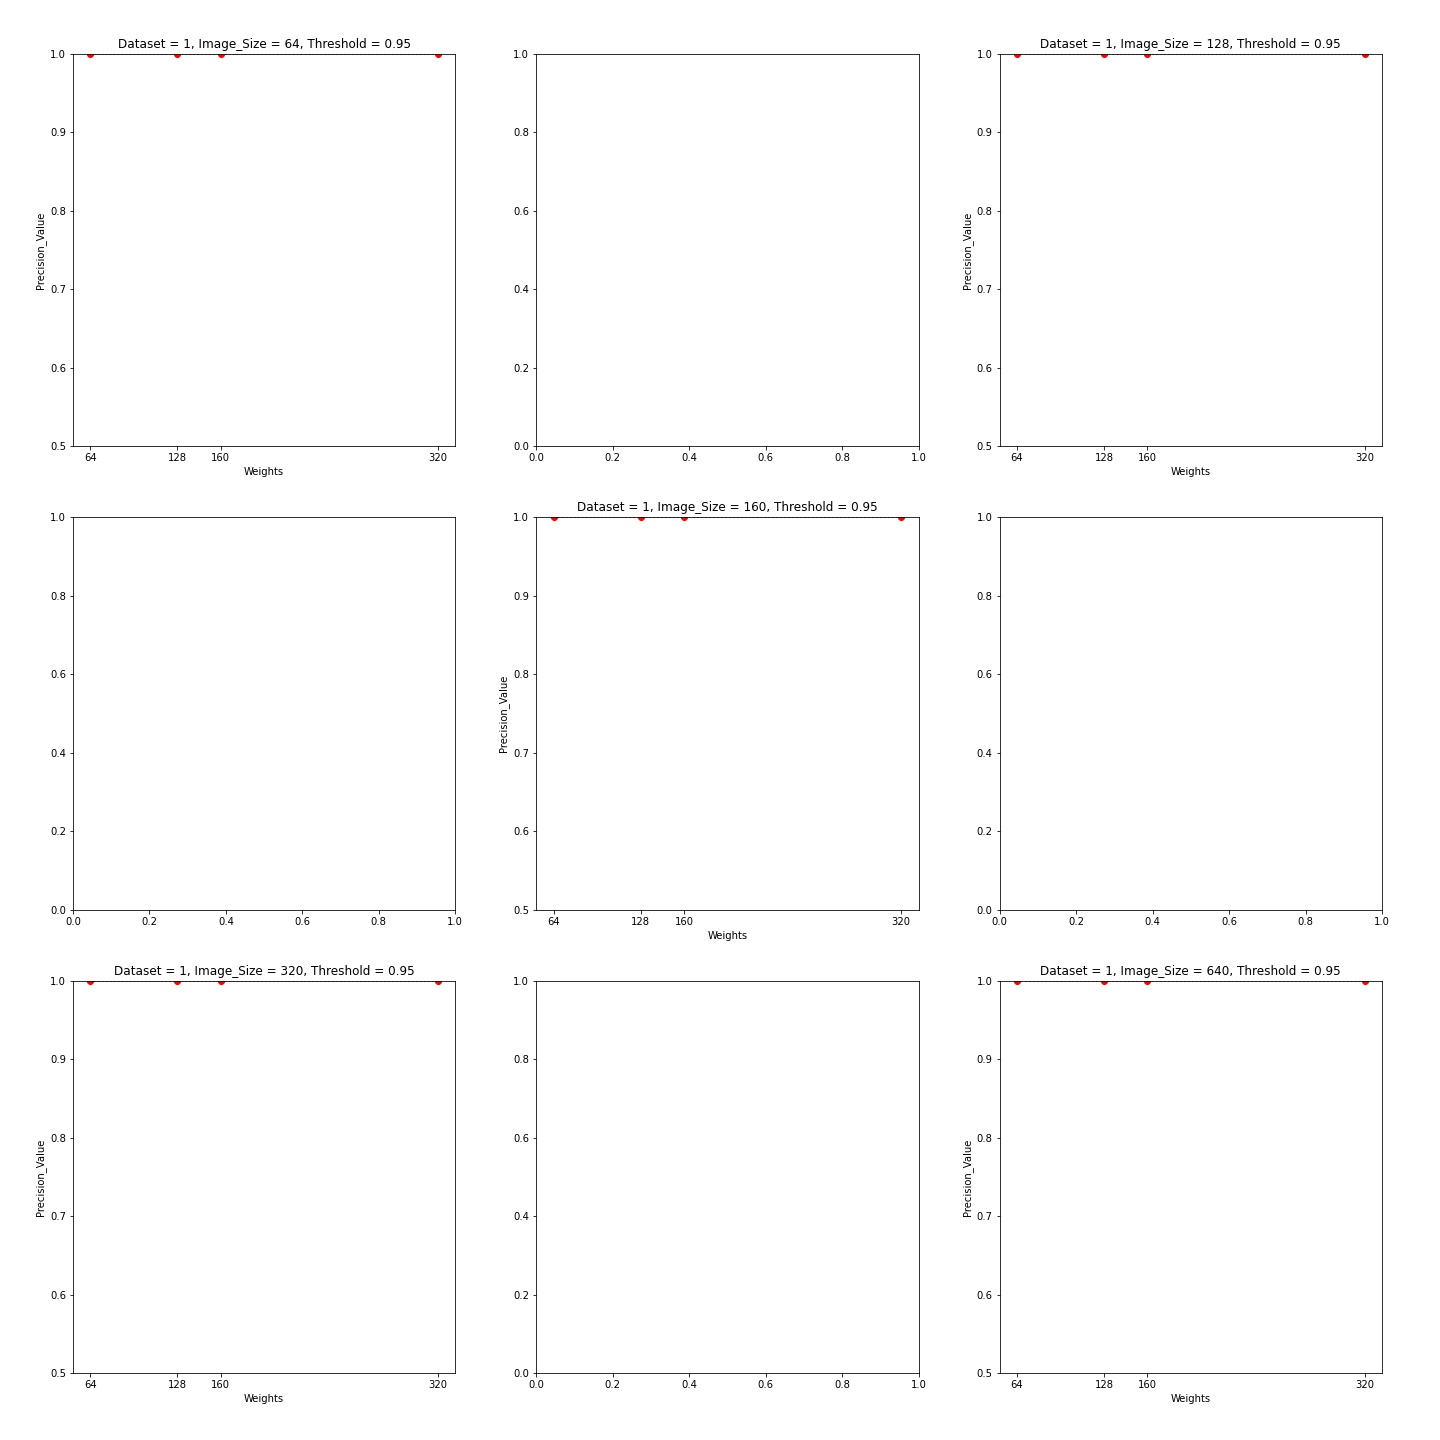 Dataset = 1, Image_Size = 64, Threshold = 0.95
1.0
0.9
0.8
0.7
0.6
0.5
Precision_Value
64 128 160 320
Weights
1.0
0.8
0.6
0.4
0.2
0.0
0.0 0.2 0.4 0.6 0.8 1.0
Dataset = 1, Image_Size = 128, Threshold = 0.95
1.0
0.9
0.8
0.7
0.6
0.5
Precision_Value
64 128 160 320
Weights
1.0
0.8
0.6
0.4
0.2
0.0
0.0 0.2 0.4 0.6 0.8 1.0
Dataset = 1, Image_Size = 160, Threshold = 0.95
1.0
0.9
0.8
0.7
0.6
0.5
Precision_Value
64 128 160 320
Weights
1.0
0.8
0.6
0.4
0.2
0.0
0.0 0.2 0.4 0.6 0.8 1.0
Dataset = 1, Image_Size = 320, Threshold = 0.95
1.0
0.9
0.8
0.7
0.6
0.5
Precision_Value
64 128 160 320
Weights
1.0
0.8
0.6
0.4
0.2
0.0
0.0 0.2 0.4 0.6 0.8 1.0
Dataset = 1, Image_Size = 640, Threshold = 0.95
1.0
0.9
0.8
0.7
0.6
0.5
Precision_Value
64 128 160 320
Weights